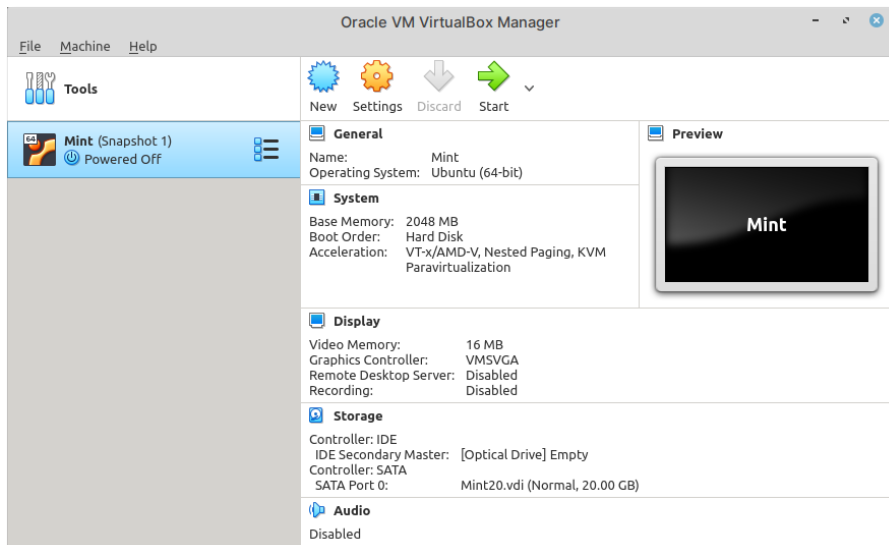 Oracle VM VirtualBox Manager
File Machine Help
Tools
New Settings Discard Start
64 Mint (Snapshot 1)
Powered Off
General
Name: Mint
Operating System: Ubuntu (64-bit)
Preview
Mint
System
Base Memory: 2048 MB
Boot Order: Hard Disk
Acceleration: VT-x/AMD-V, Nested Paging, KVM
Paravirtualization
Display
Video Memory: 16 MB
Graphics Controller: VMSVGA
Remote Desktop Server: Disabled
Recording: Disabled
Storage
Controller: IDE
IDE Secondary Master: [Optical Drive] Empty
Controller: SATA
SATA Port 0: Mint20.vdi (Normal, 20.00 GB)
Audio
Disabled